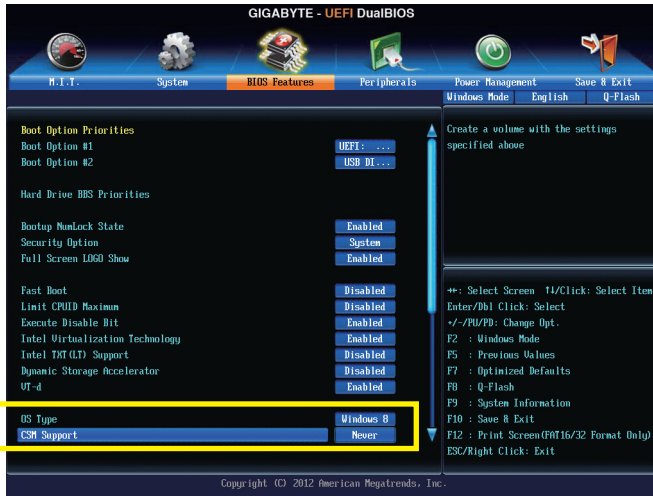 GIGABYTE - UEFI DualBIOS
M.I.T. System BIOS Features Peripherals Power Management Save & Exit
Windows Mode English Q-Flash
Boot Option Priorities
Boot Option #1 UEFI: ...
Boot Option #2 USB DI...
Hard Drive BBS Priorities
Bootup NumLock State Enabled
Security Option System
Full Screen LOGO Show Enabled
Fast Boot Disabled
Limit CPUID Maximum Disabled
Execute Disable Bit Enabled
Intel Virtualization Technology Enabled
Intel TXT(LT) Support Disabled
Dynamic Storage Accelerator Disabled
VT-d Enabled
OS Type Windows 8
CSM Support Never
Create a volume with the settings
specified above
→←: Select Screen ↑↓/Click: Select Item
Enter/Dbl Click: Select
+/-/PU/PD: Change Opt.
F2 : Windows Mode
F5 : Previous Values
F7 : Optimized Defaults
F8 : Q-Flash
F9 : System Information
F10 : Save & Exit
F12 : Print Screen(FAT16/32 Format Only)
ESC/Right Click: Exit
Copyright (C) 2012 American Megatrends, Inc.